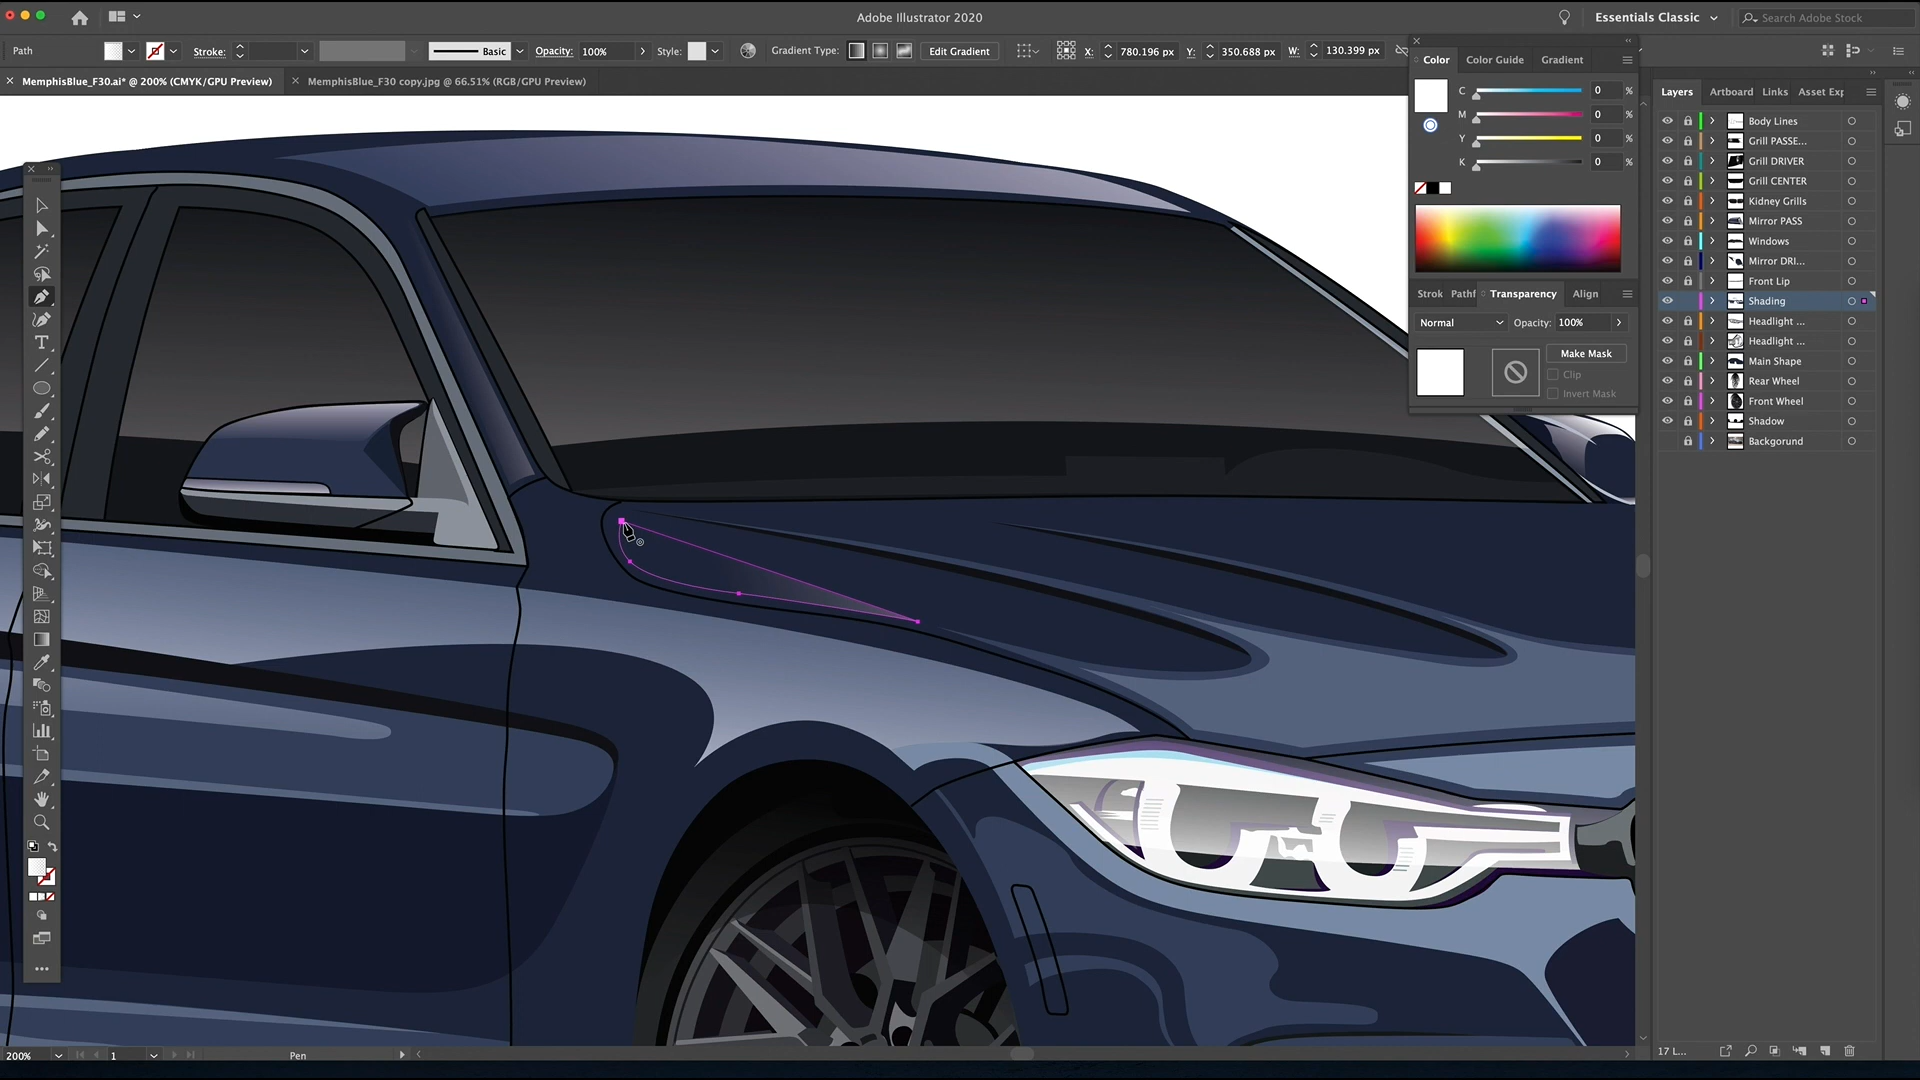 Adobe Illustrator 2020
Essentials Classic
Search Adobe Stock
Path
Stroke:
Basic
Opacity:
100%
Style:
Gradient Type:
Edit Gradient
X:
780.196 px
Y:
350.688 px
W:
130.399 px
MemphisBlue_F30.ai* @ 200% (CMYK/GPU Preview)
MemphisBlue_F30 copy.jpg @ 66.51% (RGB/GPU Preview)
Color
Color Guide
Gradient
C 0 %
M 0 %
Y 0 %
K 0 %
Strok
Pathf
Transparency
Align
Normal
Opacity: 100%
Make Mask
Clip
Invert Mask
Layers
Artboard
Links
Asset Exp
Body Lines
Grill PASSE...
Grill DRIVER
Grill CENTER
Kidney Grills
Mirror PASS
Windows
Mirror DRI...
Front Lip
Shading
Headlight ...
Headlight ...
Main Shape
Rear Wheel
Front Wheel
Shadow
Backgorund
17 L...
200%
1
Pen